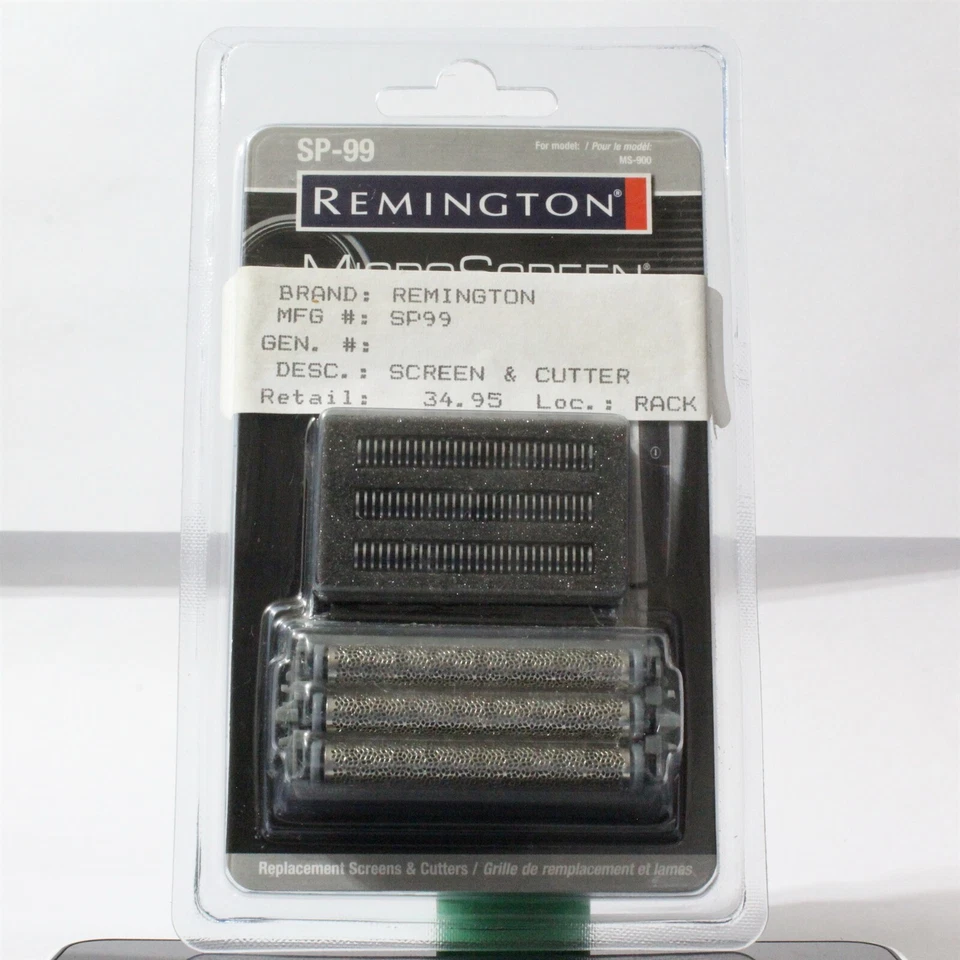 SP-99
For model: / Pour le modèl:
MS-900
REMINGTON®
MICROSCREEN®
BRAND: REMINGTON
MFG #: SP99
GEN. #:
DESC.: SCREEN & CUTTER
Retail: 34.95 Loc.: RACK
Replacement Screens & Cutters / Grille de remplacement et lames